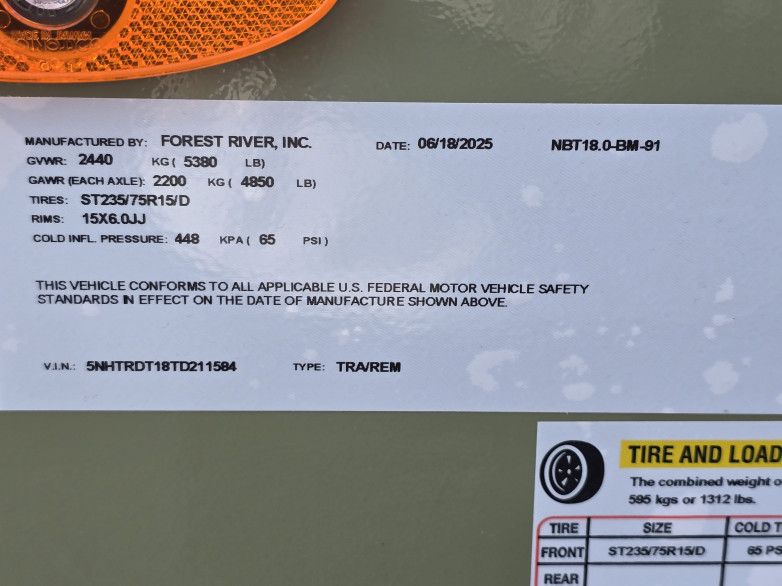 MANUFACTURED BY: FOREST RIVER, INC. DATE: 06/18/2025 NBT18.0-BM-91
GVWR: 2440 KG ( 5380 LB)
GAWR (EACH AXLE): 2200 KG ( 4850 LB)
TIRES: ST235/75R15/D
RIMS: 15X6.0JJ
COLD INFL. PRESSURE: 448 KPA ( 65 PSI )
THIS VEHICLE CONFORMS TO ALL APPLICABLE U.S. FEDERAL MOTOR VEHICLE SAFETY
STANDARDS IN EFFECT ON THE DATE OF MANUFACTURE SHOWN ABOVE.
V.I.N.: 5NHTRDT18TD211584 TYPE: TRA/REM
TIRE AND LOAD
The combined weight o
595 kgs or 1312 lbs.
TIRE SIZE COLD T
FRONT ST235/75R15/D 65 PS
REAR